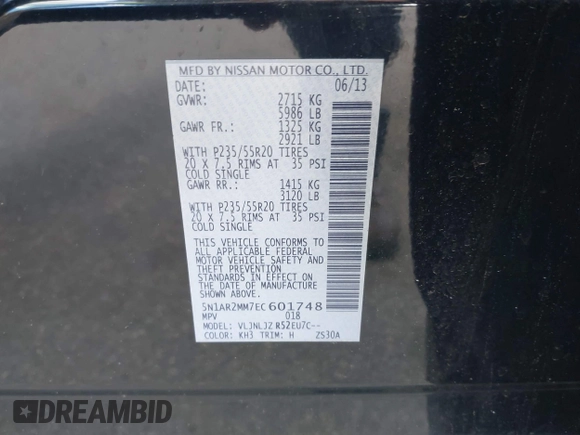 MFD BY NISSAN MOTOR CO., LTD.
DATE: 06/13
GVWR: 2715 KG
5986 LB
GAWR FR.: 1325 KG
2921 LB
WITH P235/55R20 TIRES
20 X 7.5 RIMS AT 35 PSI
COLD SINGLE
GAWR RR.: 1415 KG
3120 LB
WITH P235/55R20 TIRES
20 X 7.5 RIMS AT 35 PSI
COLD SINGLE
THIS VEHICLE CONFORMS TO
ALL APPLICABLE FEDERAL
MOTOR VEHICLE SAFETY AND
THEFT PREVENTION
STANDARDS IN EFFECT ON
THE DATE OF MANUFACTURE
SHOWN ABOVE.
5N1AR2MM7EC601748
MPV 018
MODEL: VLJNLJZ R52EU7C--
COLOR: KH3 TRIM: H ZS30A
DREAMBID